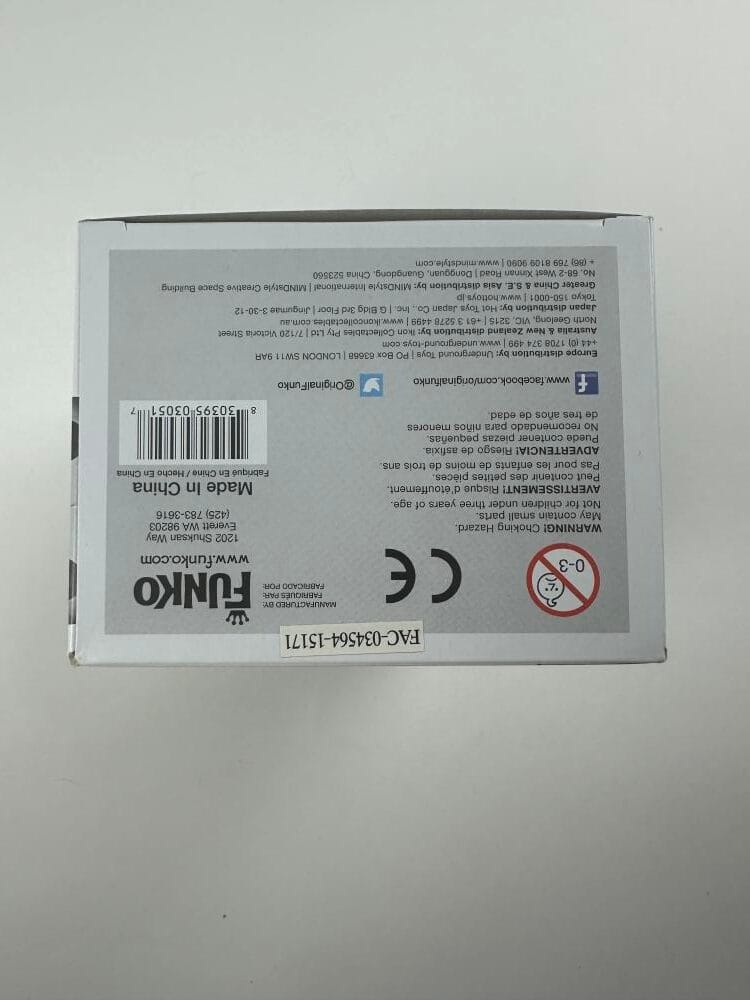 FAC-034564-15171
0-3
CE
MANUFACTURED BY:
FABRIQUÉS PAR:
FABRICADO POR:
FUNKO
www.funko.com
1202 Shuksan Way
Everett WA 98203
(425) 783-3616
Made In China
Fabriqué En Chine / Hecho En China
8 30395 03051 7
WARNING! Choking Hazard.
May contain small parts.
Not for children under three years of age.
AVERTISSEMENT! Risque d'étouffement.
Peut contenir des petites pièces.
Pas pour les enfants de moins de trois ans.
ADVERTENCIA! Riesgo de asfixia.
Puede contener piezas pequeñas.
No recomendado para niños menores
de tres años de edad.
www.facebook.com/originalfunko
@OriginalFunko
Europe distribution by: Underground Toys | PO Box 63668 | LONDON SW11 9AR
+44 (0) 1708 374 499 | www.underground-toys.com
Australia & New Zealand distribution by: Ikon Collectables Pty Ltd | 7/120 Victoria Street
North Geelong, VIC, 3215 | +61 3 5278 4499 | www.ikoncollectables.com.au
Japan distribution by: Hot Toys Japan Co., Inc. | G Bldg 3rd Floor | Jingumae 3-30-12
Tokyo 150-0001 | www.hottoys.jp
Greater China & S.E. Asia distribution by: MINDstyle International | MINDstyle Creative Space Building
No. 68-2 West Xinnan Road | Dongguan, Guangdong, China 523560
+ (86) 769 8109 9090 | www.mindstyle.com